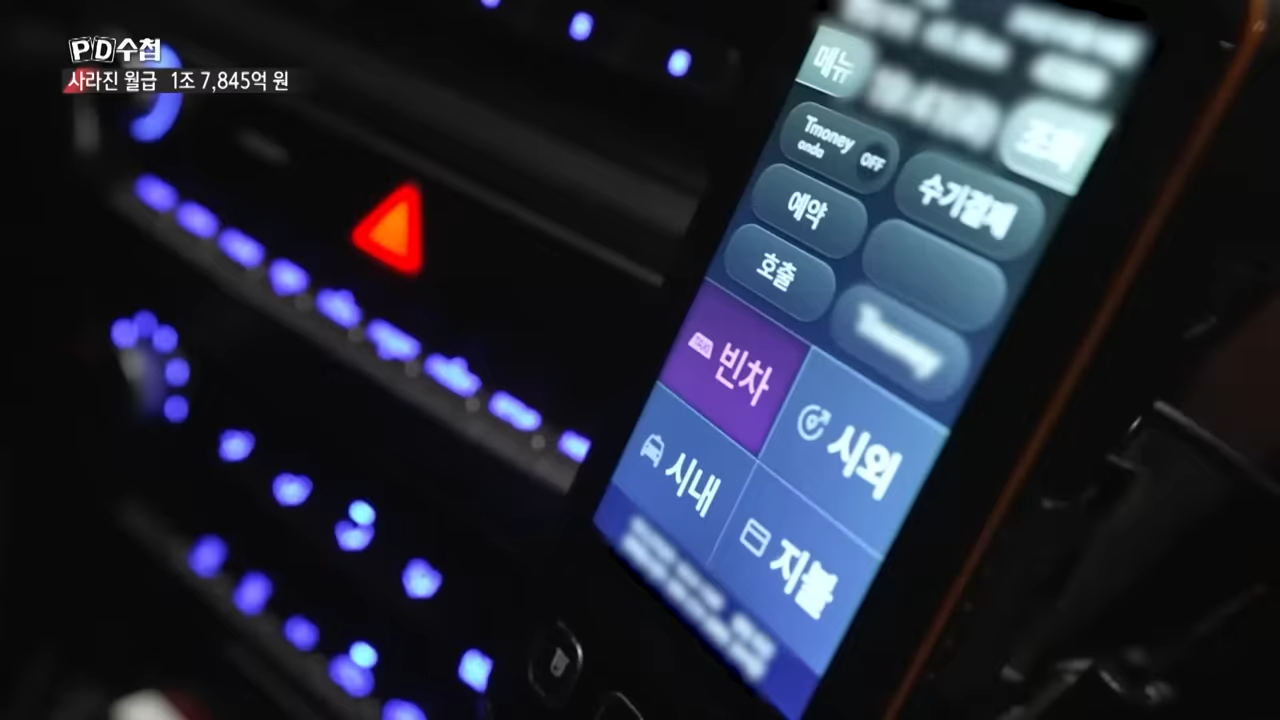 PD수첩
사라진 월급 1조 7,845억 원
메뉴
조회
Tmoney
onda OFF
수기결제
예약
호출
빈차
시외
시내
지불